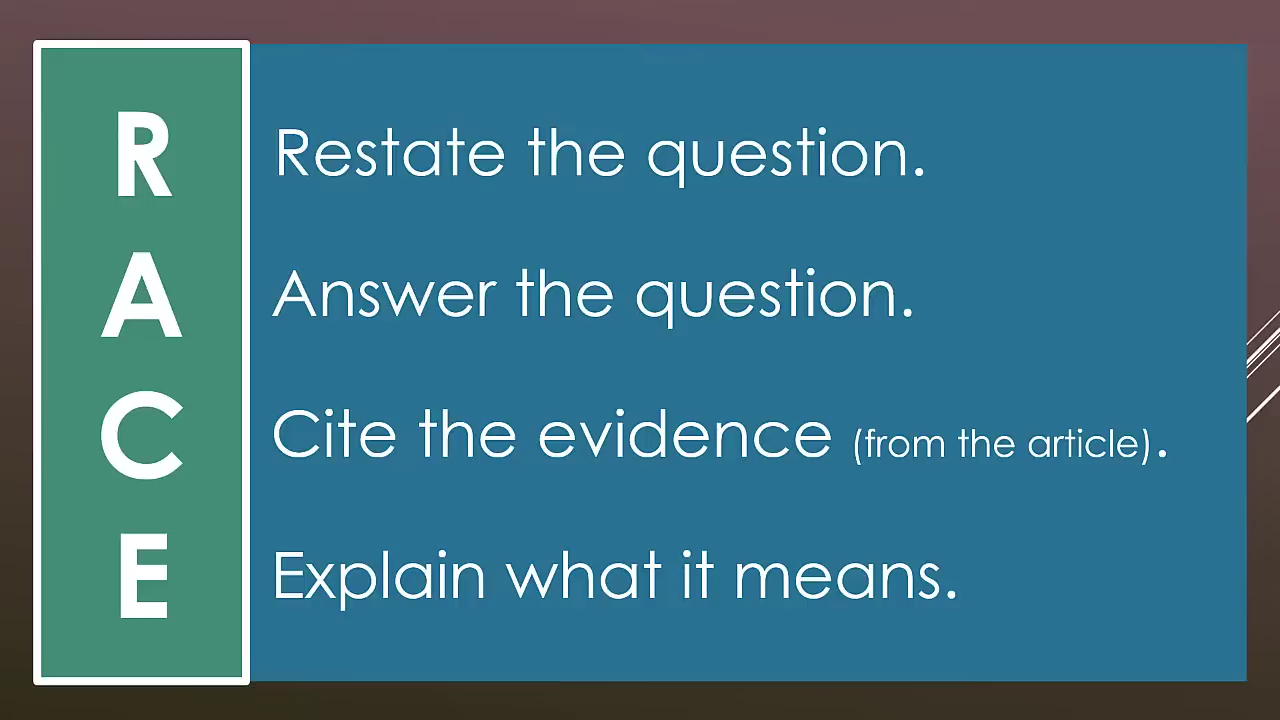 R Restate the question.
A Answer the question.
C Cite the evidence (from the article).
E Explain what it means.